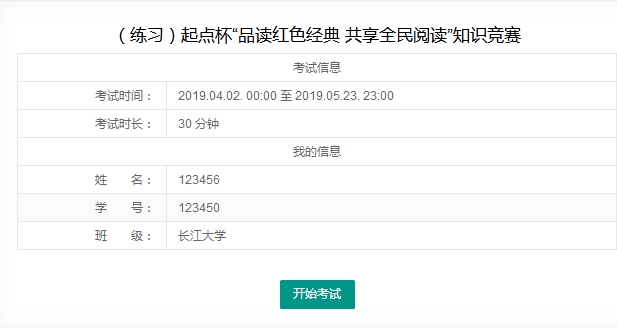 （练习）起点杯“品读红色经典 共享全民阅读”知识竞赛
考试信息
考试时间： 2019.04.02. 00:00 至 2019.05.23. 23:00
考试时长： 30 分钟
我的信息
姓 名： 123456
学 号： 123450
班 级： 长江大学
开始考试